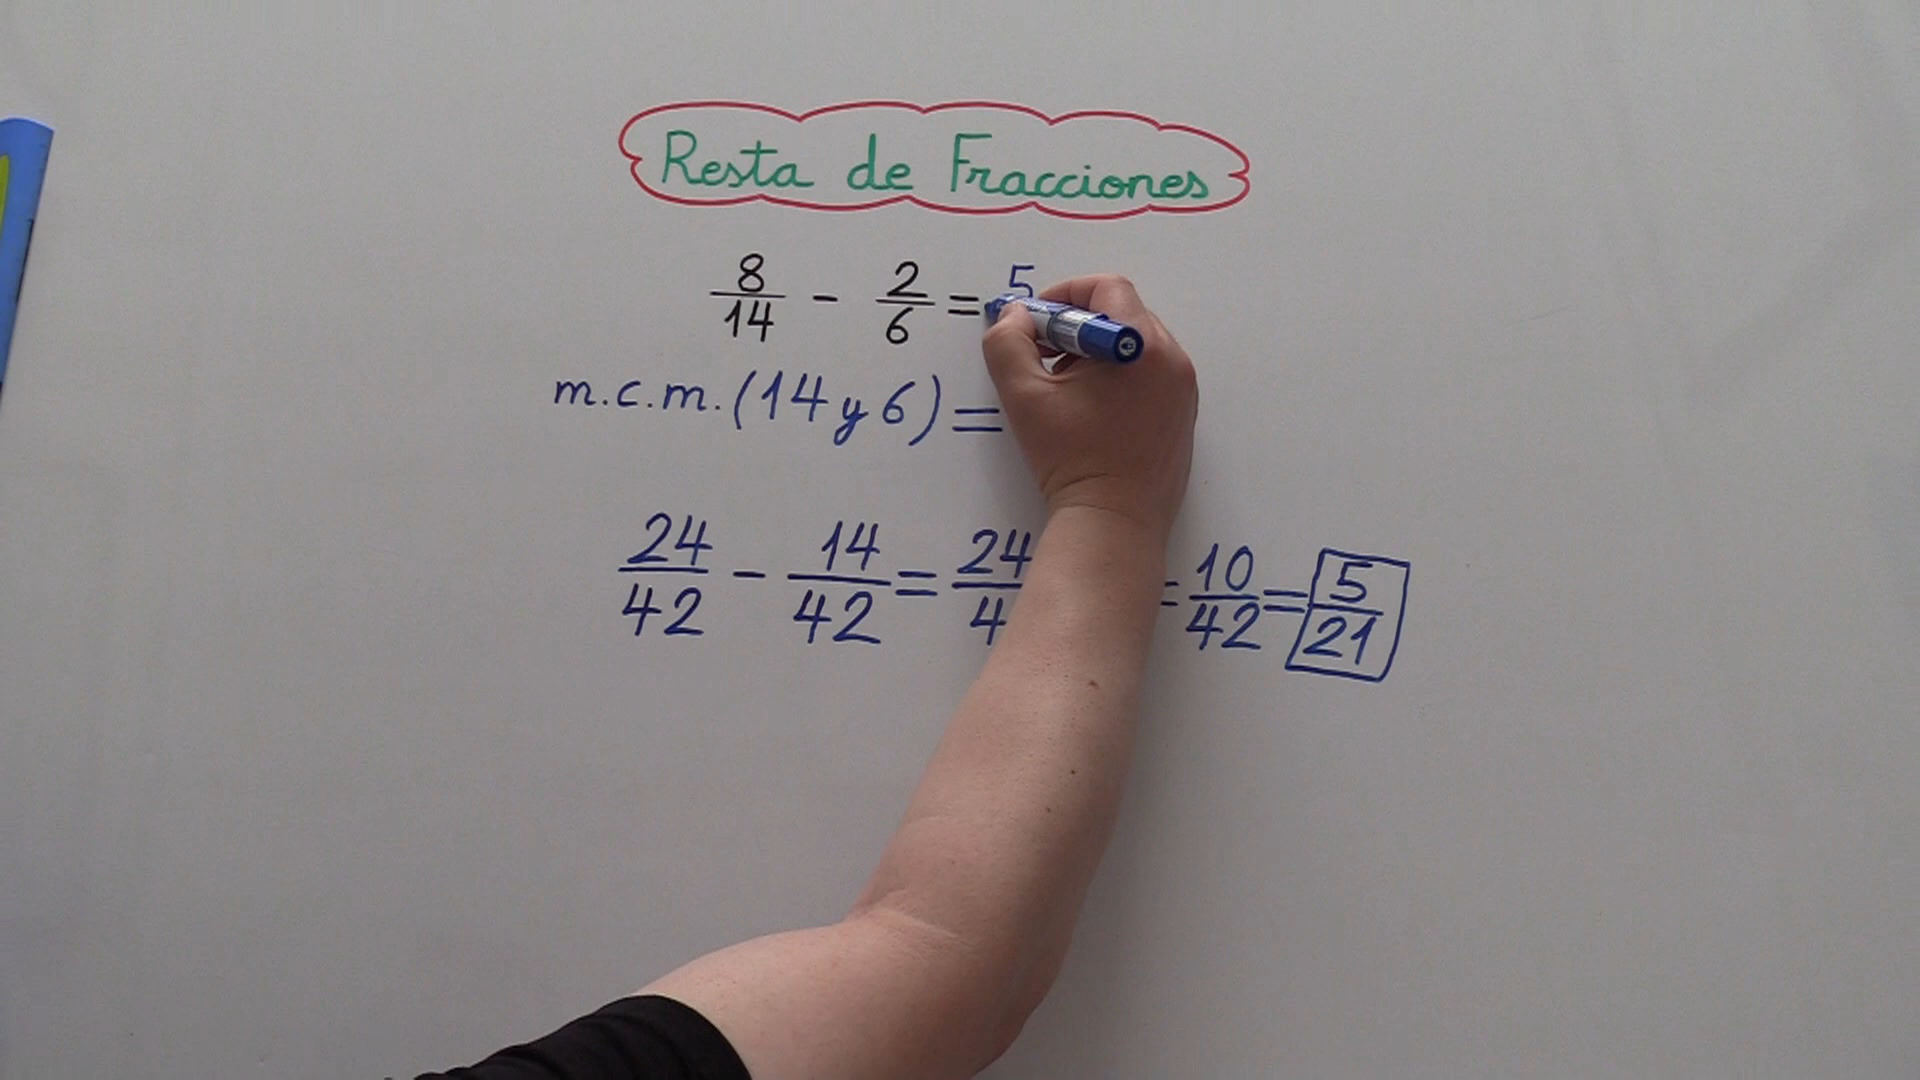 Resta de Fracciones
8/14 - 2/6 = 5
m.c.m. (14 y 6) =
24/42 - 14/42 = 24/4 = 10/42 = 5/21